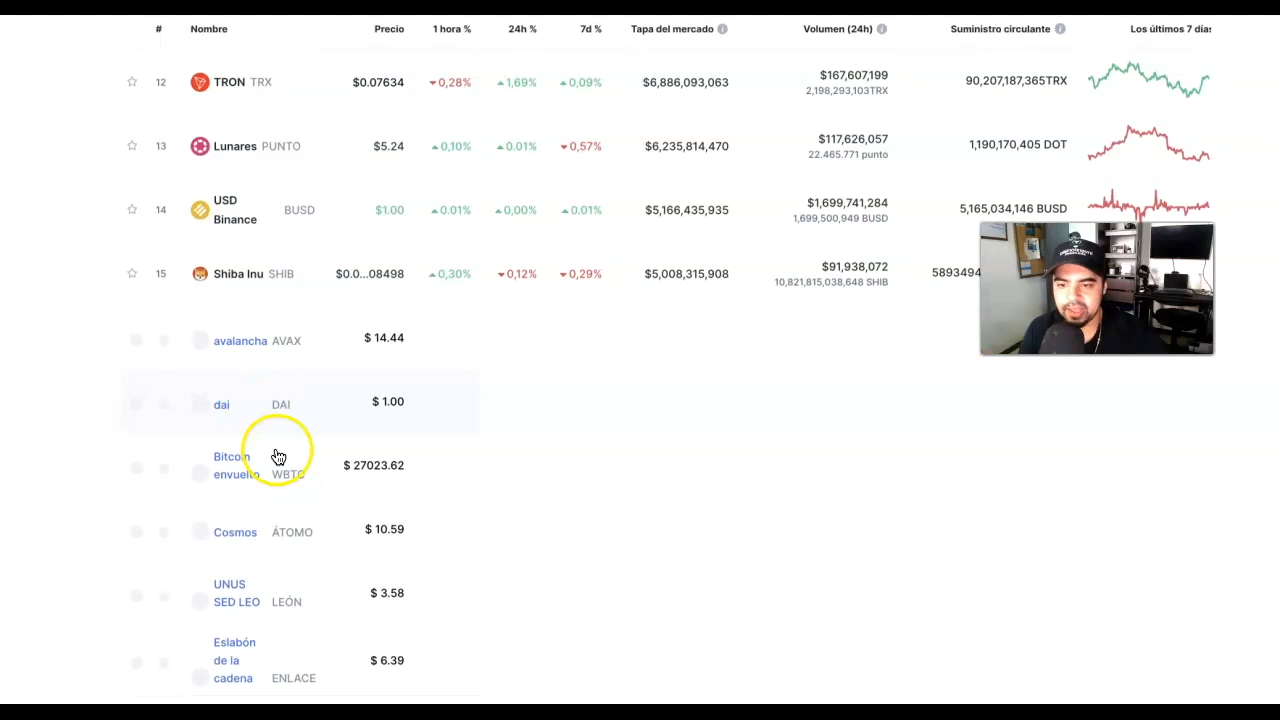 # Nombre Precio 1 hora % 24h % 7d % Tapa del mercado Volumen (24h) Suministro circulante Los últimos 7 días
12 TRON TRX $0.07634 0,28% 1,69% 0,09% $6,886,093,063 $167,607,199 90,207,187,365TRX
2,198,293,103TRX
13 Lunares PUNTO $5.24 0,10% 0.01% 0,57% $6,235,814,470 $117,626,057 1,190,170,405 DOT
22.465.771 punto
14 USD Binance BUSD $1.00 0.01% 0,00% 0.01% $5,166,435,935 $1,699,741,284 5,165,034,146 BUSD
1,699,500,949 BUSD
15 Shiba Inu SHIB $0.0...08498 0,30% 0,12% 0,29% $5,008,315,908 $91,938,072 5893494
10,821,815,038,648 SHIB
avalancha AVAX $ 14.44
dai DAI $ 1.00
Bitcoin
envuelto WBTC $ 27023.62
Cosmos ÁTOMO $ 10.59
UNUS
SED LEO LEÓN $ 3.58
Eslabón
de la
cadena ENLACE $ 6.39